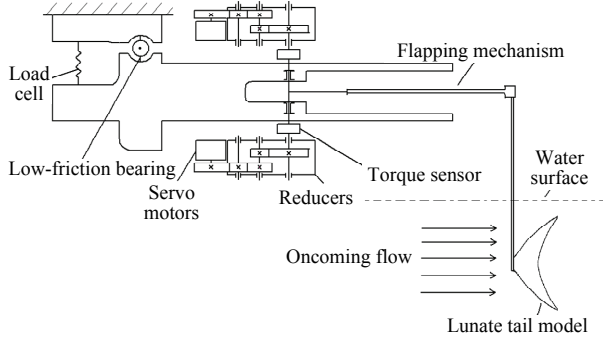 Flapping mechanism
Load
cell
Low-friction bearing
Servo
motors
Reducers
Torque sensor
Water
surface
Oncoming flow
Lunate tail model